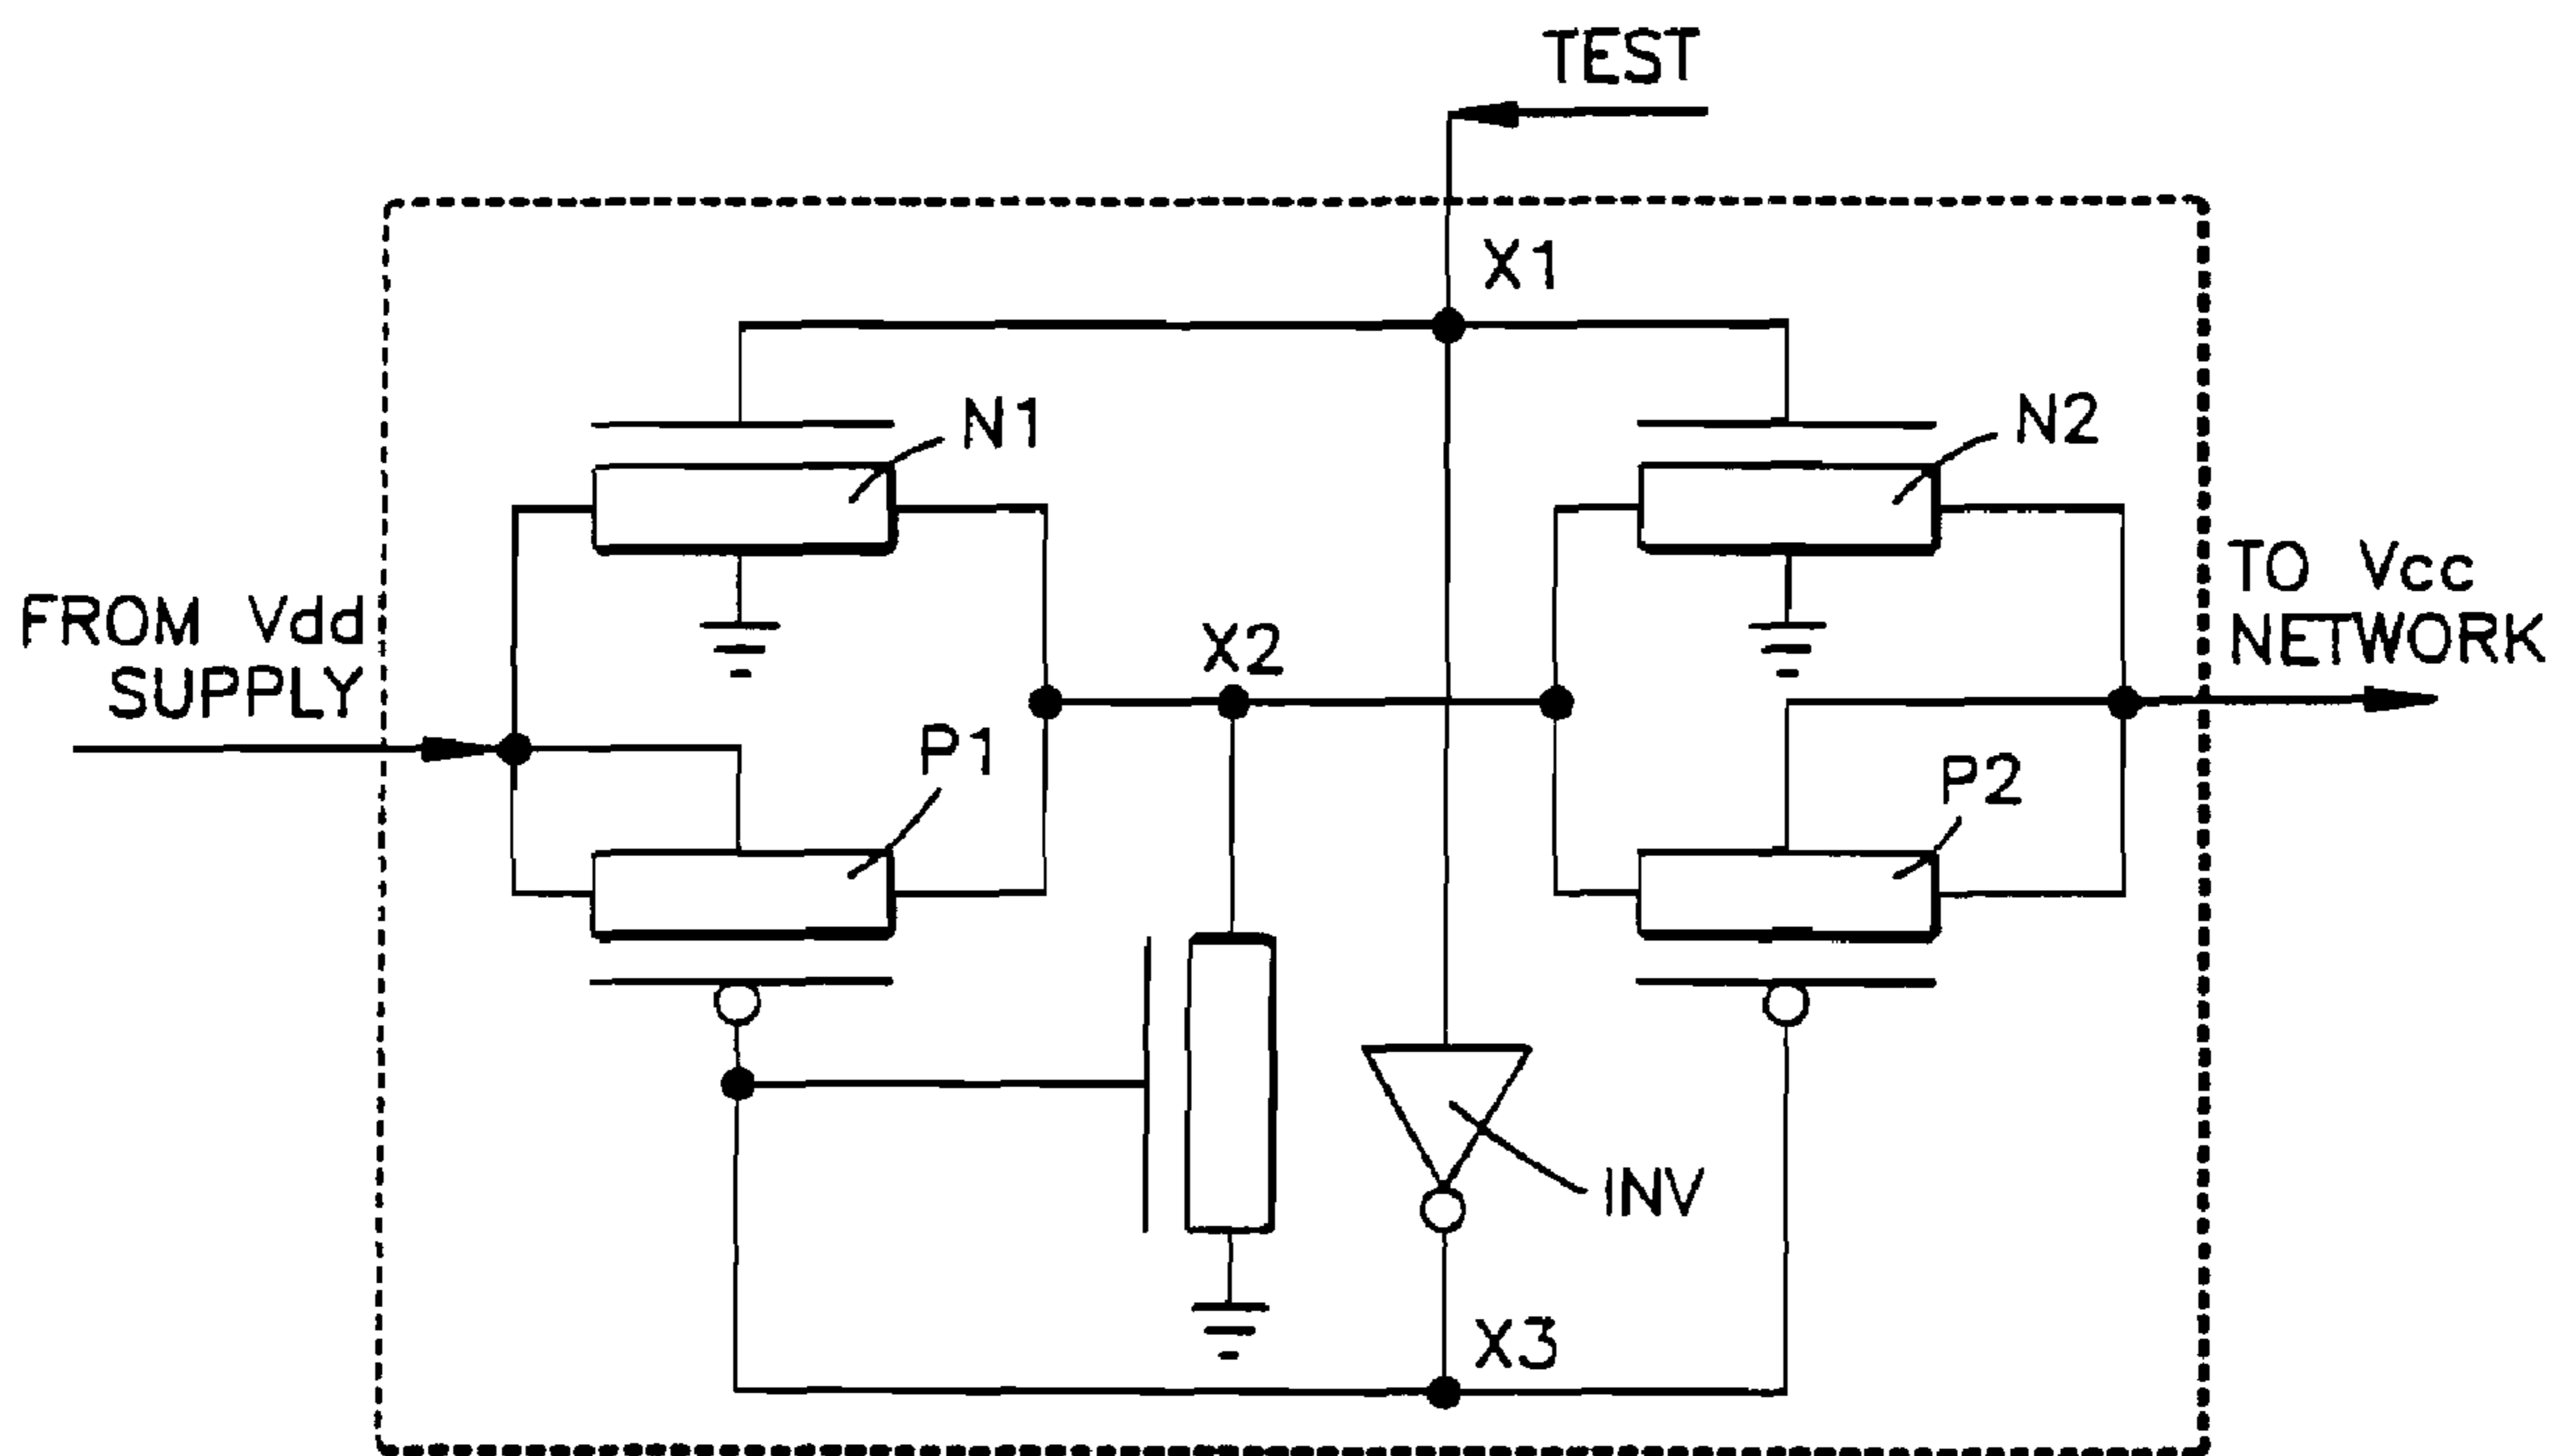 TEST
X1
N1
N2
FROM Vdd
SUPPLY
TO Vcc
NETWORK
X2
P1
P2
INV
X3